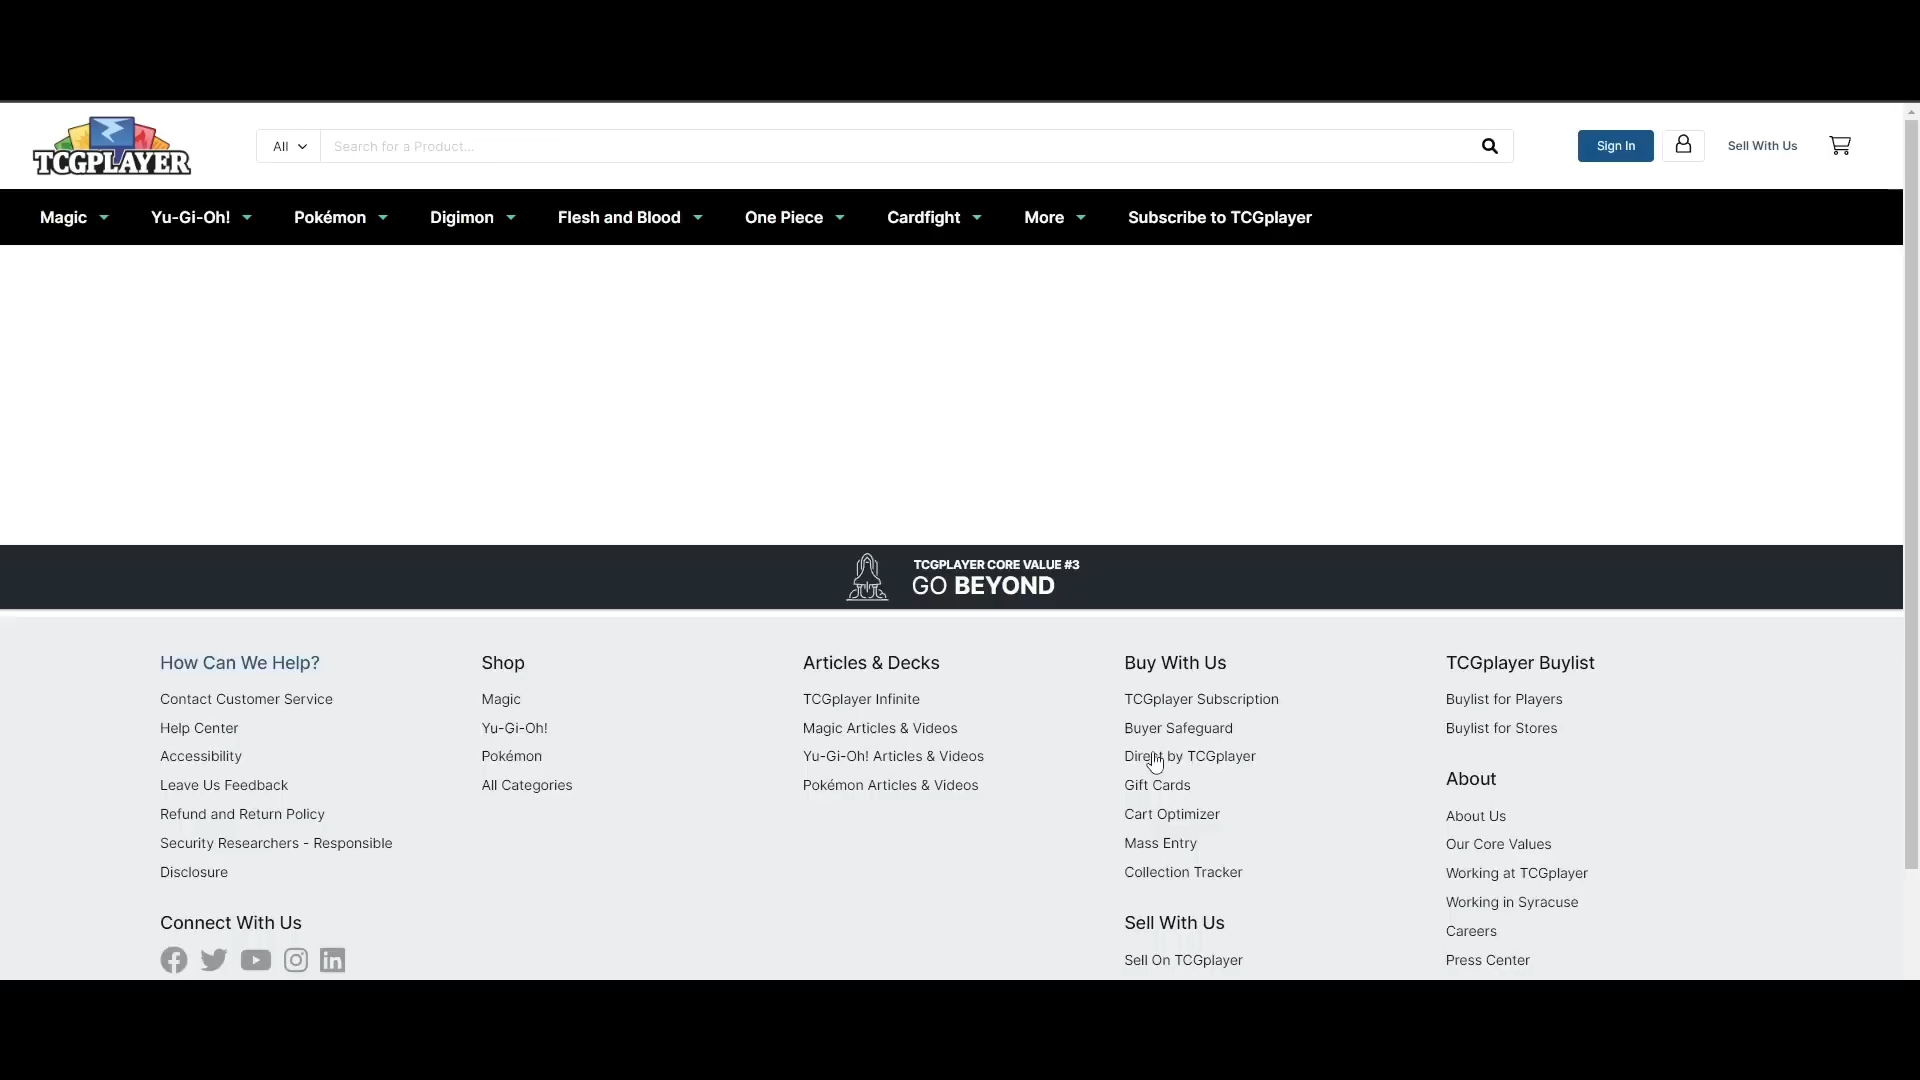 TCGPLAYER
All
Search for a Product...
Sign In
Sell With Us
Magic
Yu-Gi-Oh!
Pokémon
Digimon
Flesh and Blood
One Piece
Cardfight
More
Subscribe to TCGplayer
TCGPLAYER CORE VALUE #3
GO BEYOND
How Can We Help?
Contact Customer Service
Help Center
Accessibility
Leave Us Feedback
Refund and Return Policy
Security Researchers - Responsible
Disclosure
Connect With Us
Shop
Magic
Yu-Gi-Oh!
Pokémon
All Categories
Articles & Decks
TCGplayer Infinite
Magic Articles & Videos
Yu-Gi-Oh! Articles & Videos
Pokémon Articles & Videos
Buy With Us
TCGplayer Subscription
Buyer Safeguard
Direct by TCGplayer
Gift Cards
Cart Optimizer
Mass Entry
Collection Tracker
Sell With Us
Sell On TCGplayer
TCGplayer Buylist
Buylist for Players
Buylist for Stores
About
About Us
Our Core Values
Working at TCGplayer
Working in Syracuse
Careers
Press Center